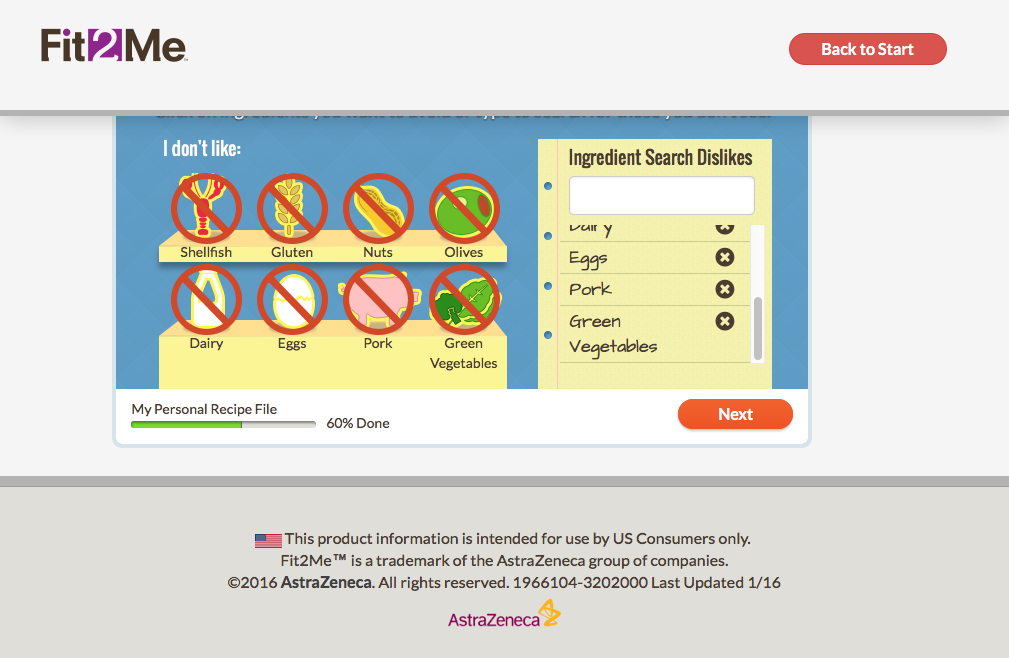 Fit2Me
Back to Start
I don't like:
Shellfish
Gluten
Nuts
Olives
Dairy
Eggs
Pork
Green
Vegetables
Ingredient Search Dislikes
Dairy
Eggs
Pork
Green
Vegetables
My Personal Recipe File
60% Done
Next
This product information is intended for use by US Consumers only.
Fit2Me™ is a trademark of the AstraZeneca group of companies.
©2016 AstraZeneca. All rights reserved. 1966104-3202000 Last Updated 1/16
AstraZeneca